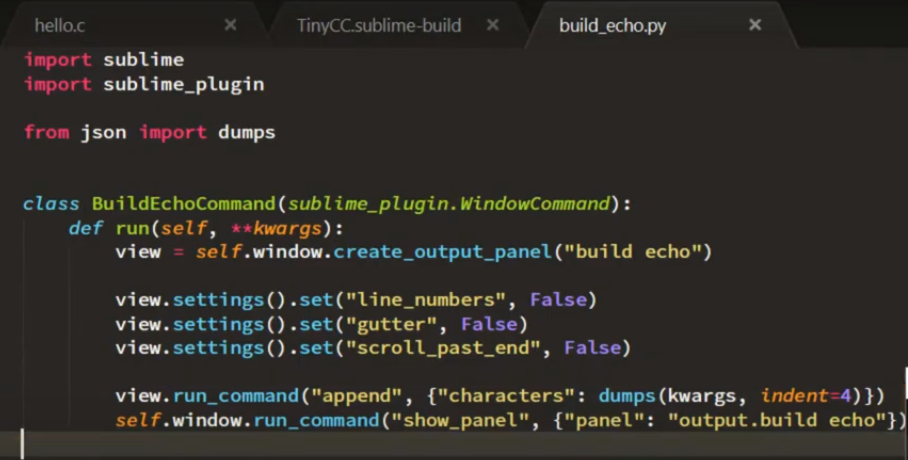 hello.c × TinyCC.sublime-build × build_echo.py ×
import sublime
import sublime_plugin
from json import dumps
class BuildEchoCommand(sublime_plugin.WindowCommand):
    def run(self, **kwargs):
        view = self.window.create_output_panel("build echo")
        view.settings().set("line_numbers", False)
        view.settings().set("gutter", False)
        view.settings().set("scroll_past_end", False)
        view.run_command("append", {"characters": dumps(kwargs, indent=4)})
        self.window.run_command("show_panel", {"panel": "output.build echo"})